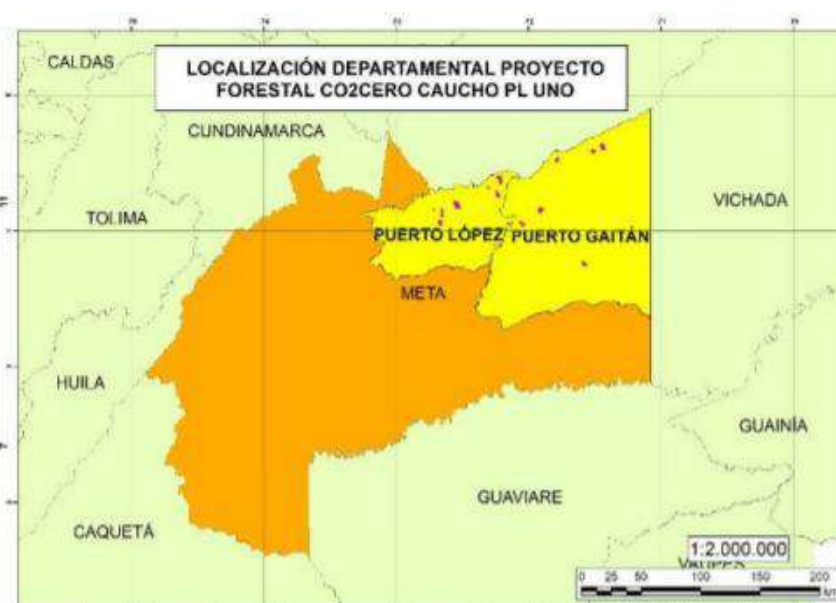 CALDAS
LOCALIZACIÓN DEPARTAMENTAL PROYECTO
FORESTAL CO2CERO CAUCHO PL UNO
CUNDINAMARCA
TOLIMA
VICHADA
PUERTO LÓPEZ
PUERTO GAITÁN
META
HUILA
GUAINÍA
GUAVIARE
CAQUETÁ
1:2.000.000
VAUPES
0 25 50 100 150 200